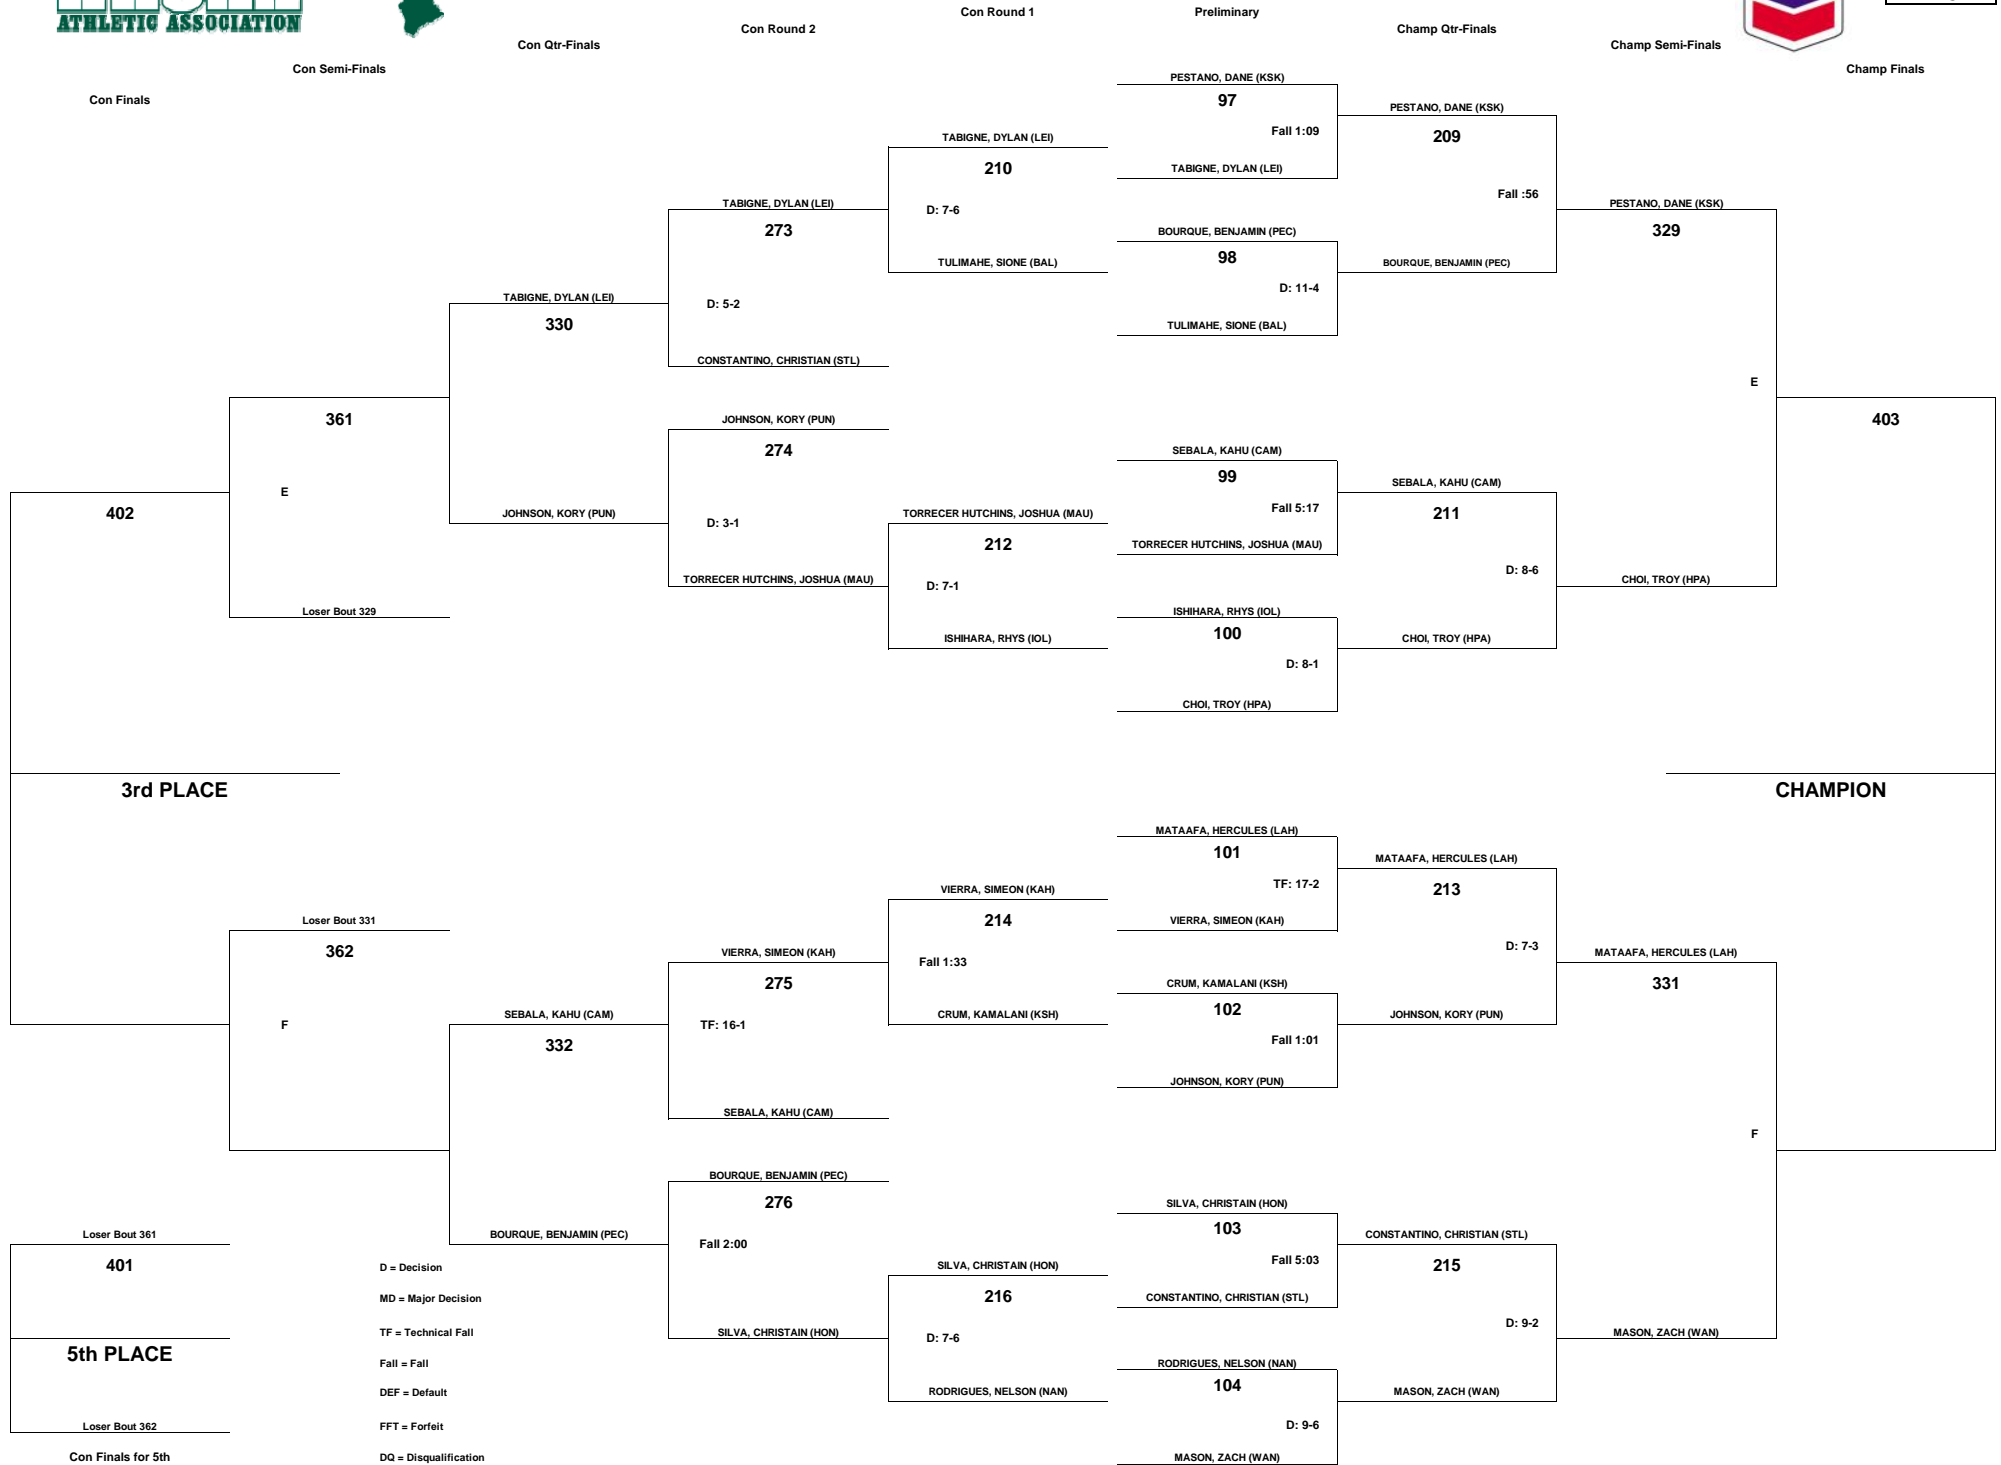 ATHLETIC ASSOCIATION
Con Finals
Con Semi-Finals
Con Qtr-Finals
Con Round 2
Con Round 1
Preliminary
Champ Qtr-Finals
Champ Semi-Finals
Champ Finals
PESTANO, DANE (KSK)
97
Fall 1:09
TABIGNE, DYLAN (LEI)
BOURQUE, BENJAMIN (PEC)
98
D: 11-4
TULIMAHE, SIONE (BAL)
SEBALA, KAHU (CAM)
99
Fall 5:17
TORRECER HUTCHINS, JOSHUA (MAU)
ISHIHARA, RHYS (IOL)
100
D: 8-1
CHOI, TROY (HPA)
MATAAFA, HERCULES (LAH)
101
TF: 17-2
VIERRA, SIMEON (KAH)
CRUM, KAMALANI (KSH)
102
Fall 1:01
JOHNSON, KORY (PUN)
SILVA, CHRISTAIN (HON)
103
Fall 5:03
CONSTANTINO, CHRISTIAN (STL)
RODRIGUES, NELSON (NAN)
104
D: 9-6
MASON, ZACH (WAN)
PESTANO, DANE (KSK)
209
Fall :56
BOURQUE, BENJAMIN (PEC)
SEBALA, KAHU (CAM)
211
D: 8-6
CHOI, TROY (HPA)
MATAAFA, HERCULES (LAH)
213
D: 7-3
JOHNSON, KORY (PUN)
CONSTANTINO, CHRISTIAN (STL)
215
D: 9-2
MASON, ZACH (WAN)
PESTANO, DANE (KSK)
329
E
CHOI, TROY (HPA)
MATAAFA, HERCULES (LAH)
331
F
MASON, ZACH (WAN)
403
CHAMPION
TABIGNE, DYLAN (LEI)
210
D: 7-6
TULIMAHE, SIONE (BAL)
TORRECER HUTCHINS, JOSHUA (MAU)
212
D: 7-1
ISHIHARA, RHYS (IOL)
VIERRA, SIMEON (KAH)
214
Fall 1:33
CRUM, KAMALANI (KSH)
SILVA, CHRISTAIN (HON)
216
D: 7-6
RODRIGUES, NELSON (NAN)
TABIGNE, DYLAN (LEI)
273
D: 5-2
CONSTANTINO, CHRISTIAN (STL)
JOHNSON, KORY (PUN)
274
D: 3-1
TORRECER HUTCHINS, JOSHUA (MAU)
VIERRA, SIMEON (KAH)
275
TF: 16-1
SEBALA, KAHU (CAM)
BOURQUE, BENJAMIN (PEC)
276
Fall 2:00
SILVA, CHRISTAIN (HON)
TABIGNE, DYLAN (LEI)
330
JOHNSON, KORY (PUN)
SEBALA, KAHU (CAM)
332
BOURQUE, BENJAMIN (PEC)
361
E
Loser Bout 329
Loser Bout 331
362
F
402
3rd PLACE
Loser Bout 361
401
5th PLACE
Loser Bout 362
Con Finals for 5th
D = Decision
MD = Major Decision
TF = Technical Fall
Fall = Fall
DEF = Default
FFT = Forfeit
DQ = Disqualification